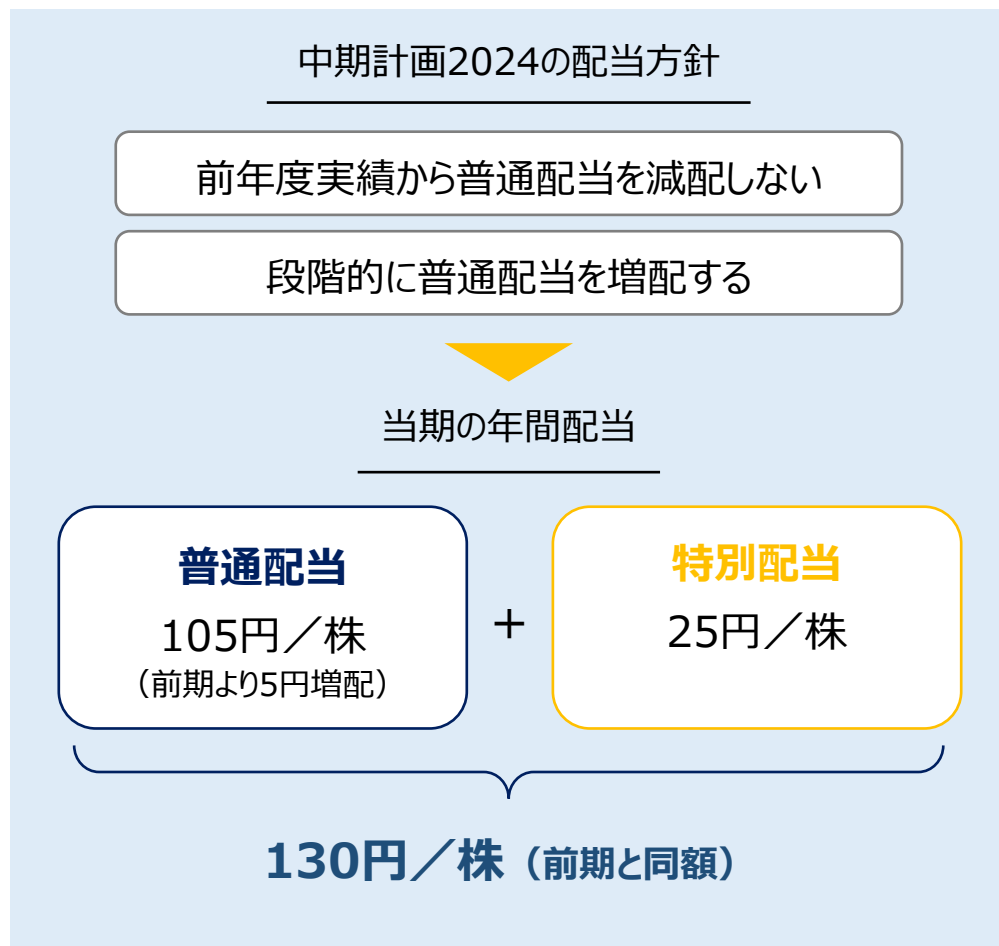 中期計画2024の配当方針
前年度実績から普通配当を減配しない
段階的に普通配当を増配する
当期の年間配当
普通配当
105円／株
（前期より5円増配）
+
特別配当
25円／株
130円／株（前期と同額）